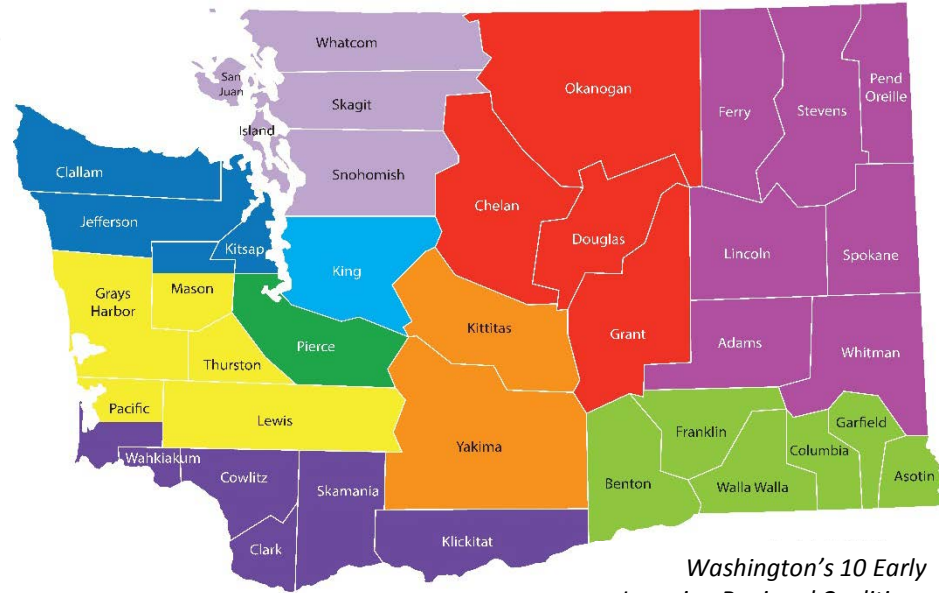 Whatcom
San
Juan
Skagit
Island
Snohomish
Okanogan
Ferry
Stevens
Pend
Oreille
Clallam
Jefferson
Kitsap
King
Chelan
Douglas
Lincoln
Spokane
Grays
Harbor
Mason
Thurston
Pierce
Kittitas
Grant
Adams
Whitman
Pacific
Lewis
Yakima
Franklin
Benton
Walla Walla
Columbia
Garfield
Asotin
Wahkiakum
Cowlitz
Skamania
Clark
Klickitat
Washington's 10 Early